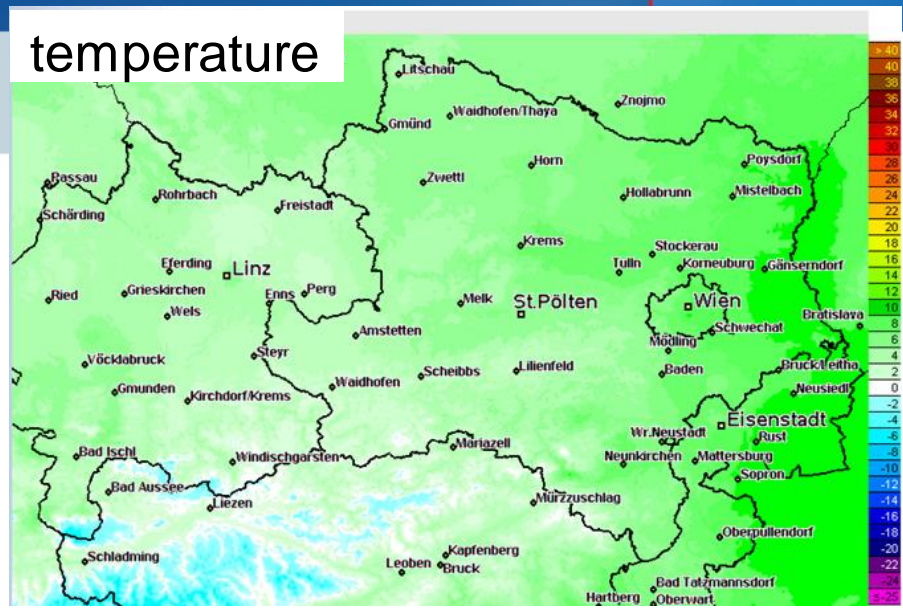 temperature
Litschau
Waidhofen/Thaya
Znojmo
Gmünd
Horn
Poysdorf
Passau
Zwettl
Rohrbach
Hollabrunn
Mistelbach
Freistadt
Schärding
Krems
Stockerau
Eferding
Linz
Tulln
Korneuburg
Gänserndorf
Ried
Grieskirchen
Enns
Perg
Melk
St.Pölten
Wien
Wels
Bratislava
Amstetten
Schwechat
Mödling
Steyr
Vöcklabruck
Scheibbs
Lilienfeld
Baden
Bruck/Leitha
Gmunden
Kirchdorf/Krems
Waidhofen
Neusiedl
Eisenstadt
Wr.Neustadt
Rust
Bad Ischl
Windischgarsten
Mariazell
Neunkirchen
Mattersburg
Sopron
Bad Aussee
Liezen
Mürzzuschlag
Oberpullendorf
Schladming
Kapfenberg
Leoben
Bruck
Bad Tatzmannsdorf
Hartberg
Oberwart
> 40
40
38
36
34
32
30
28
26
24
22
20
18
16
14
12
10
8
6
4
2
0
-2
-4
-6
-8
-10
-12
-14
-16
-18
-20
-22
-24
≤-25